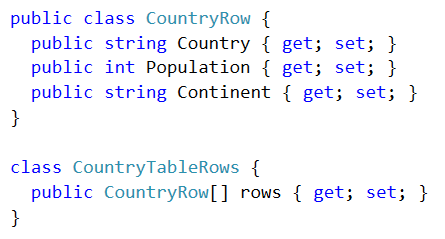 public class CountryRow {
  public string Country { get; set; }
  public int Population { get; set; }
  public string Continent { get; set; }
}

class CountryTableRows {
  public CountryRow[] rows { get; set; }
}